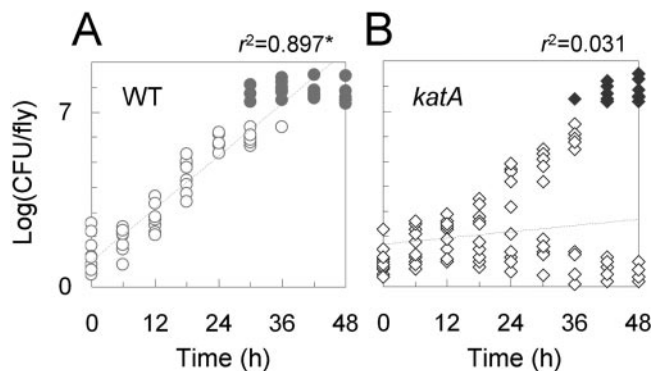 A
r²=0.897*
WT
Log(CFU/fly)
7
0
0 12 24 36 48
Time (h)
B
r²=0.031
katA
0 12 24 36 48
Time (h)